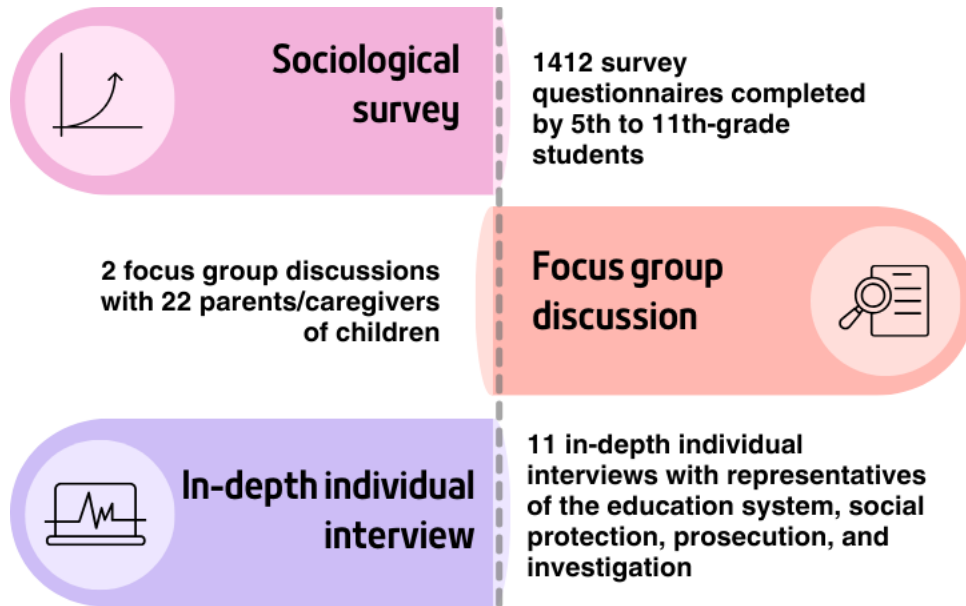 Sociological
survey
1412 survey
questionnaires completed
by 5th to 11th-grade
students
2 focus group discussions
with 22 parents/caregivers
of children
Focus group
discussion
In-depth individual
interview
11 in-depth individual
interviews with representatives
of the education system, social
protection, prosecution, and
investigation